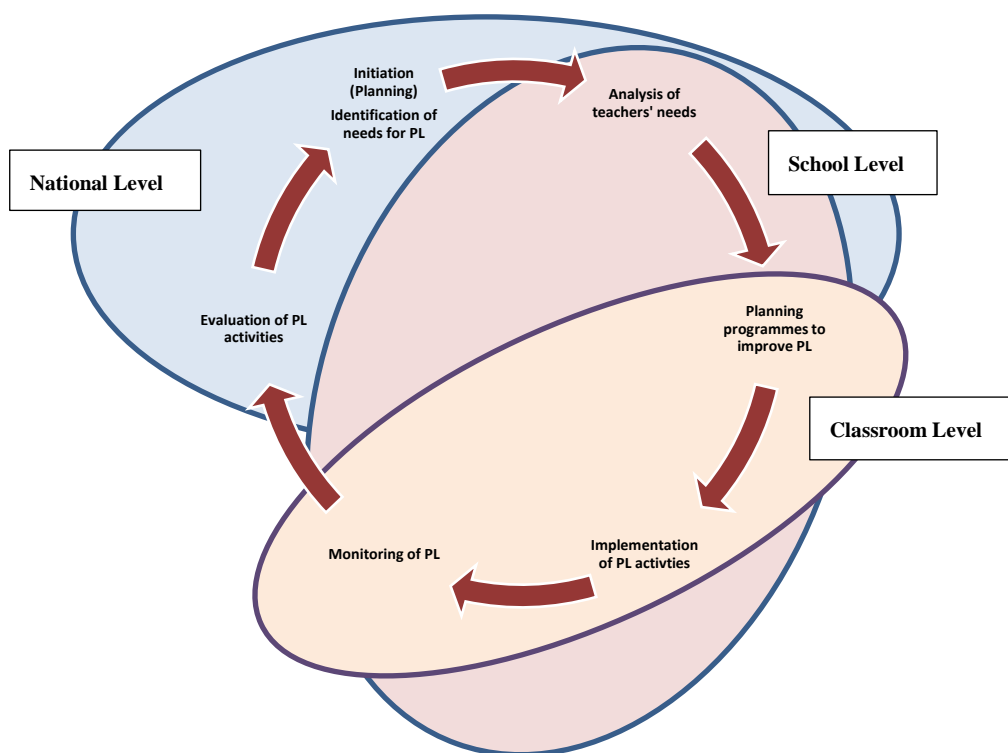 Initiation
(Planning)
Identification of
needs for PL
Analysis of
teachers' needs
National Level
School Level
Evaluation of PL
activities
Planning
programmes to
improve PL
Classroom Level
Monitoring of PL
Implementation
of PL activties